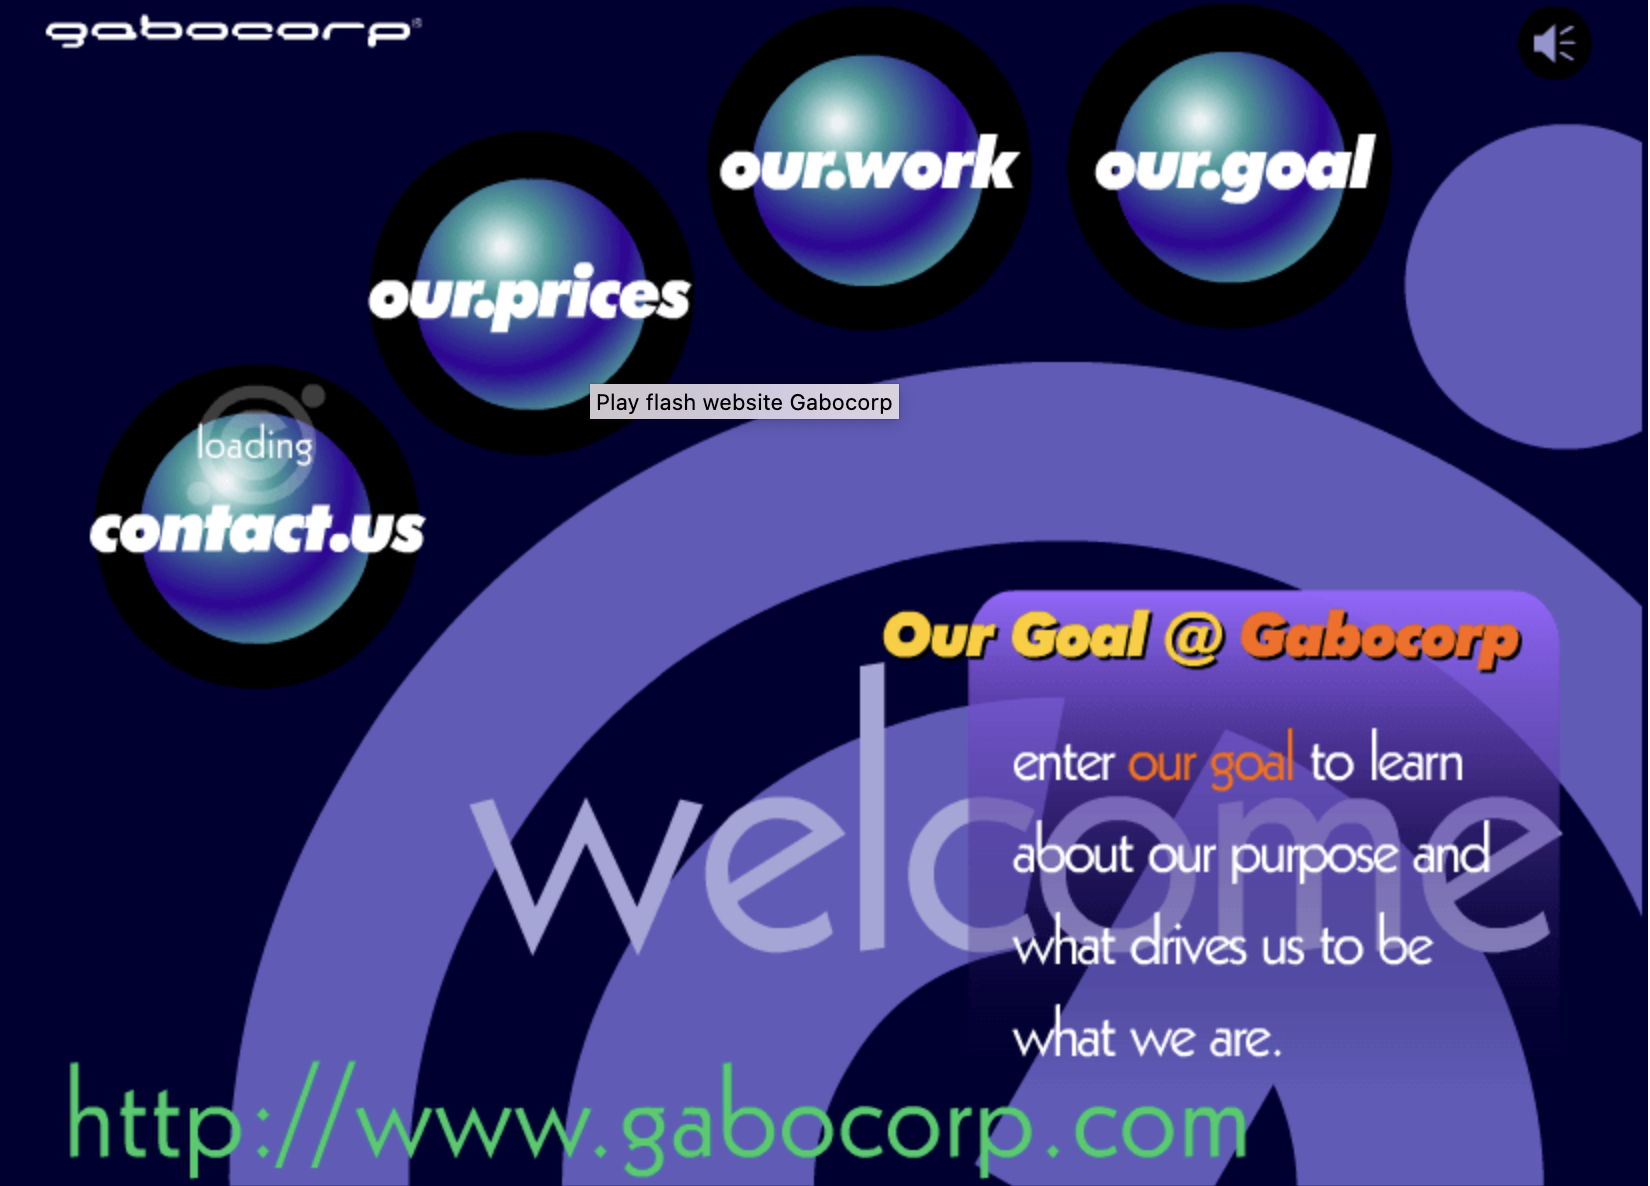 gabocorp
our.work
our.goal
our.prices
Play flash website Gabocorp
loading
contact.us
Our Goal @ Gabocorp
welcome
enter our goal to learn
about our purpose and
what drives us to be
what we are.
http://www.gabocorp.com